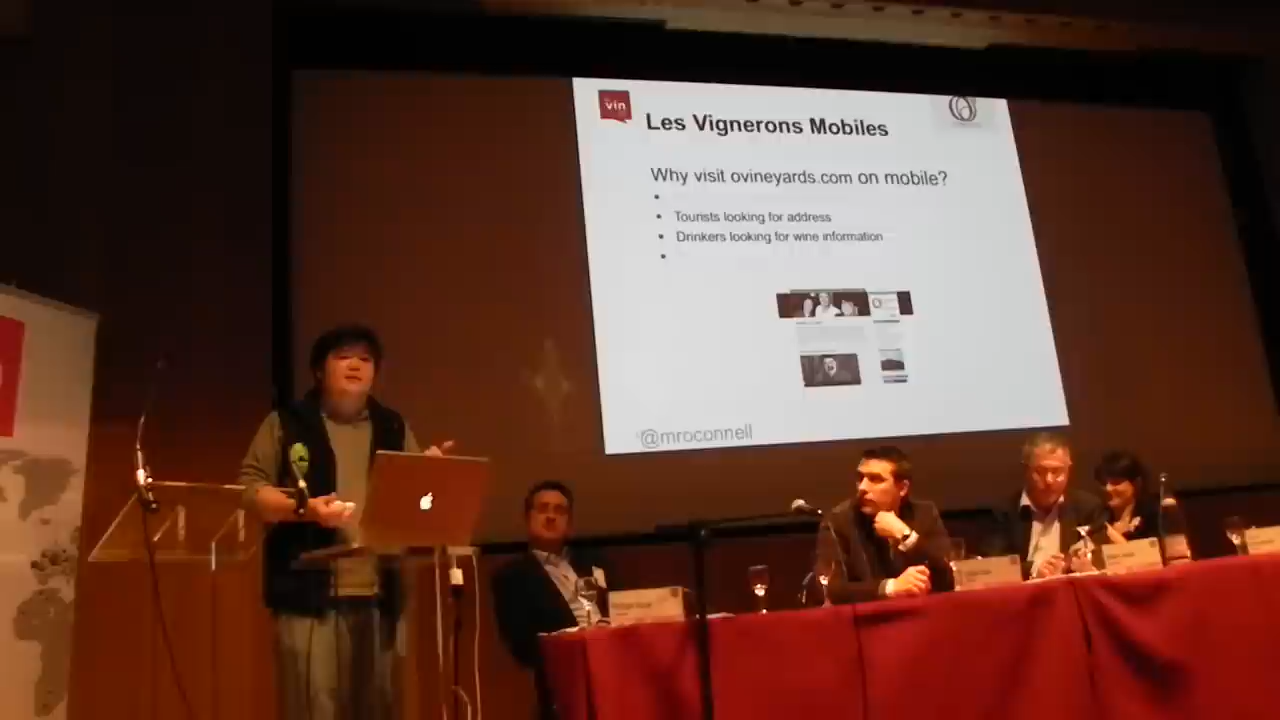 vin
Les Vignerons Mobiles
Why visit ovineyards.com on mobile?
Tourists looking for address
Drinkers looking for wine information
@mroconnell